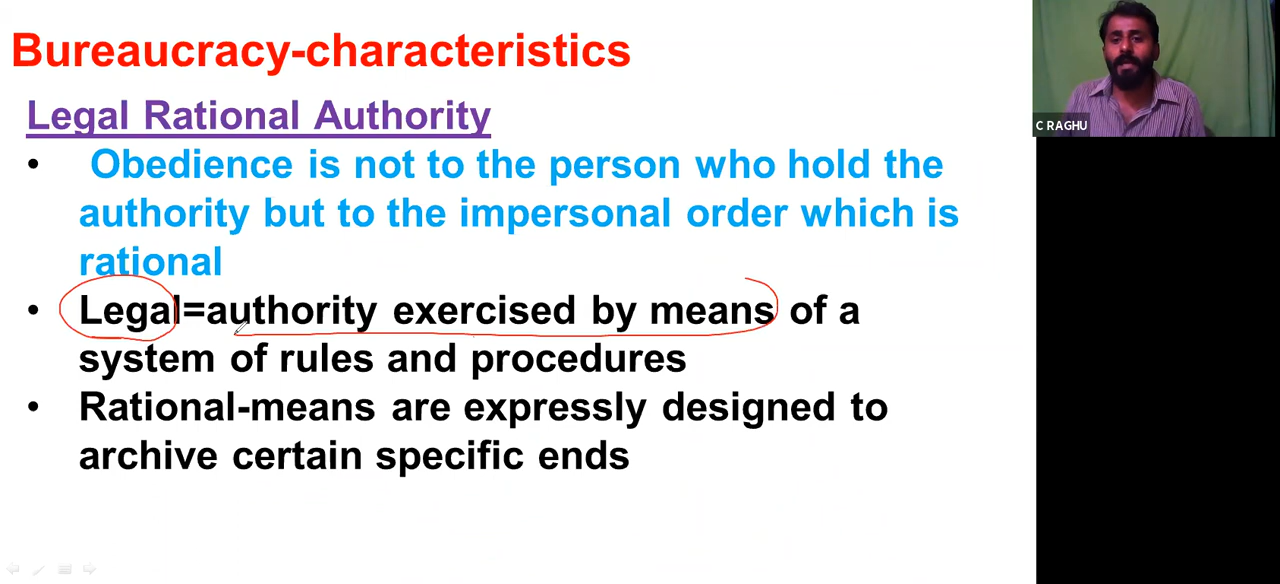 Bureaucracy-characteristics
Legal Rational Authority
• Obedience is not to the person who hold the
authority but to the impersonal order which is
rational
• Legal=authority exercised by means of a
system of rules and procedures
• Rational-means are expressly designed to
archive certain specific ends
C RAGHU